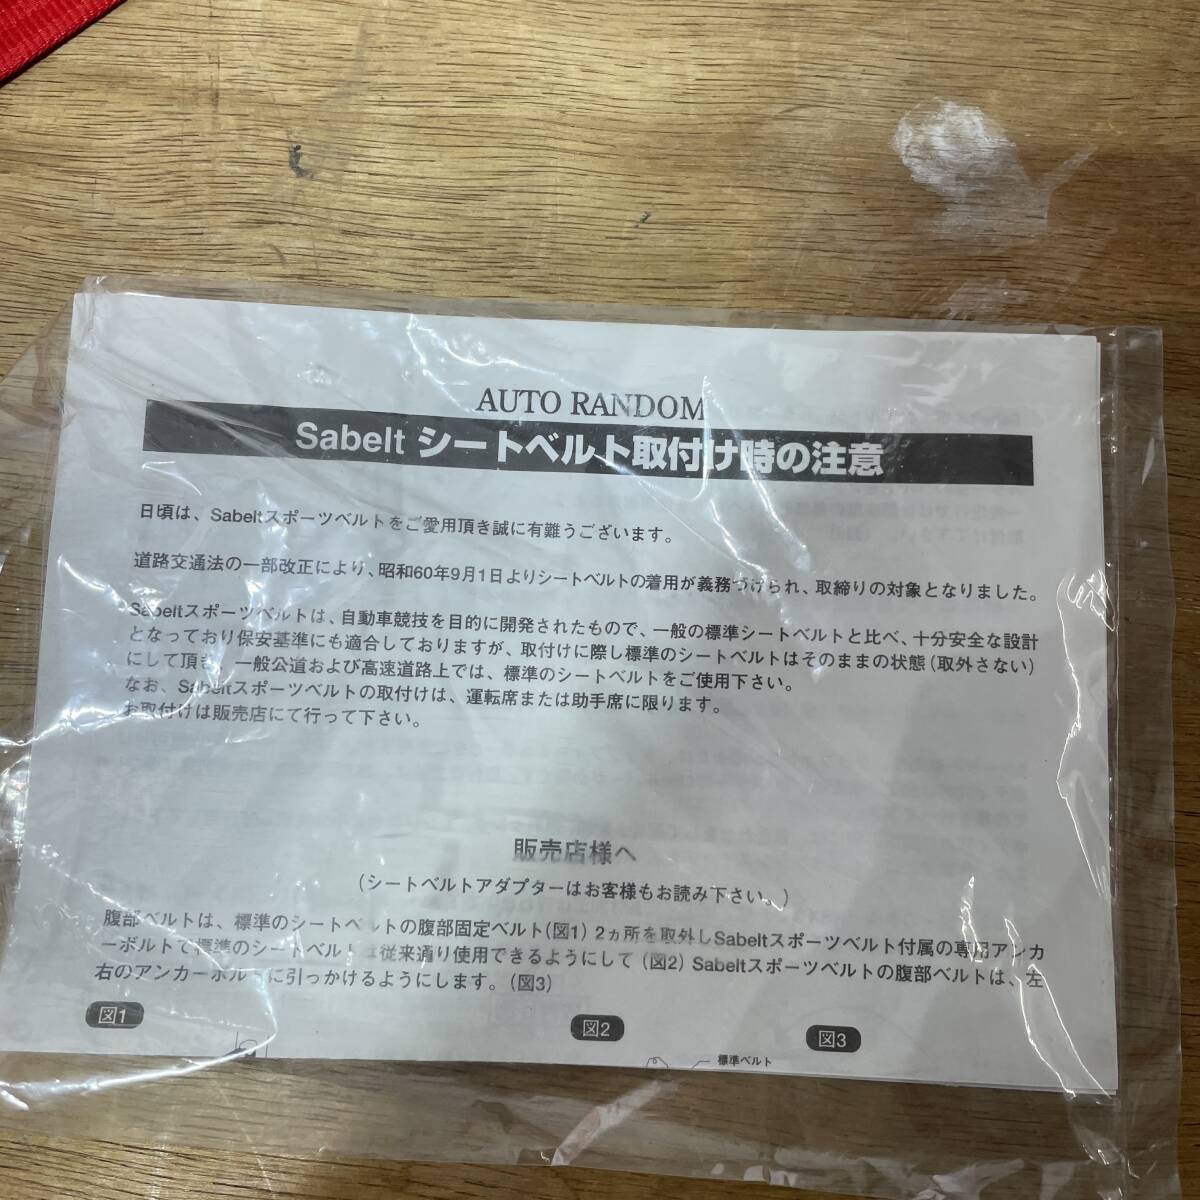 AUTO RANDOM
Sabelt シートベルト取付け時の注意
日頃は、Sabeltスポーツベルトをご愛用頂き誠に有難うございます。
道路交通法の一部改正により、昭和60年9月1日よりシートベルトの着用が義務づけられ、取締りの対象となりました。
Sabeltスポーツベルトは、自動車競技を目的に開発されたもので、一般の標準シートベルトと比べ、十分安全な設計
となっており保安基準にも適合しておりますが、取付けに際し標準のシートベルトはそのままの状態(取外さない)
にして頂き、一般公道および高速道路上では、標準のシートベルトをご使用下さい。
なお、Sabeltスポーツベルトの取付けは、運転席または助手席に限ります。
お取付けは販売店にて行って下さい。
販売店様へ
(シートベルトアダプターはお客様もお読み下さい。)
腹部ベルトは、標準のシートベルトの腹部固定ベルト(図1) 2ヵ所を取外しSabeltスポーツベルト付属の専用アンカ
ーボルトで標準のシートベルトは従来通り使用できるようにして (図2) Sabeltスポーツベルトの腹部ベルトは、左
右のアンカーボルトに引っかけるようにします。(図3)
図1
図2
図3
標準ベルト